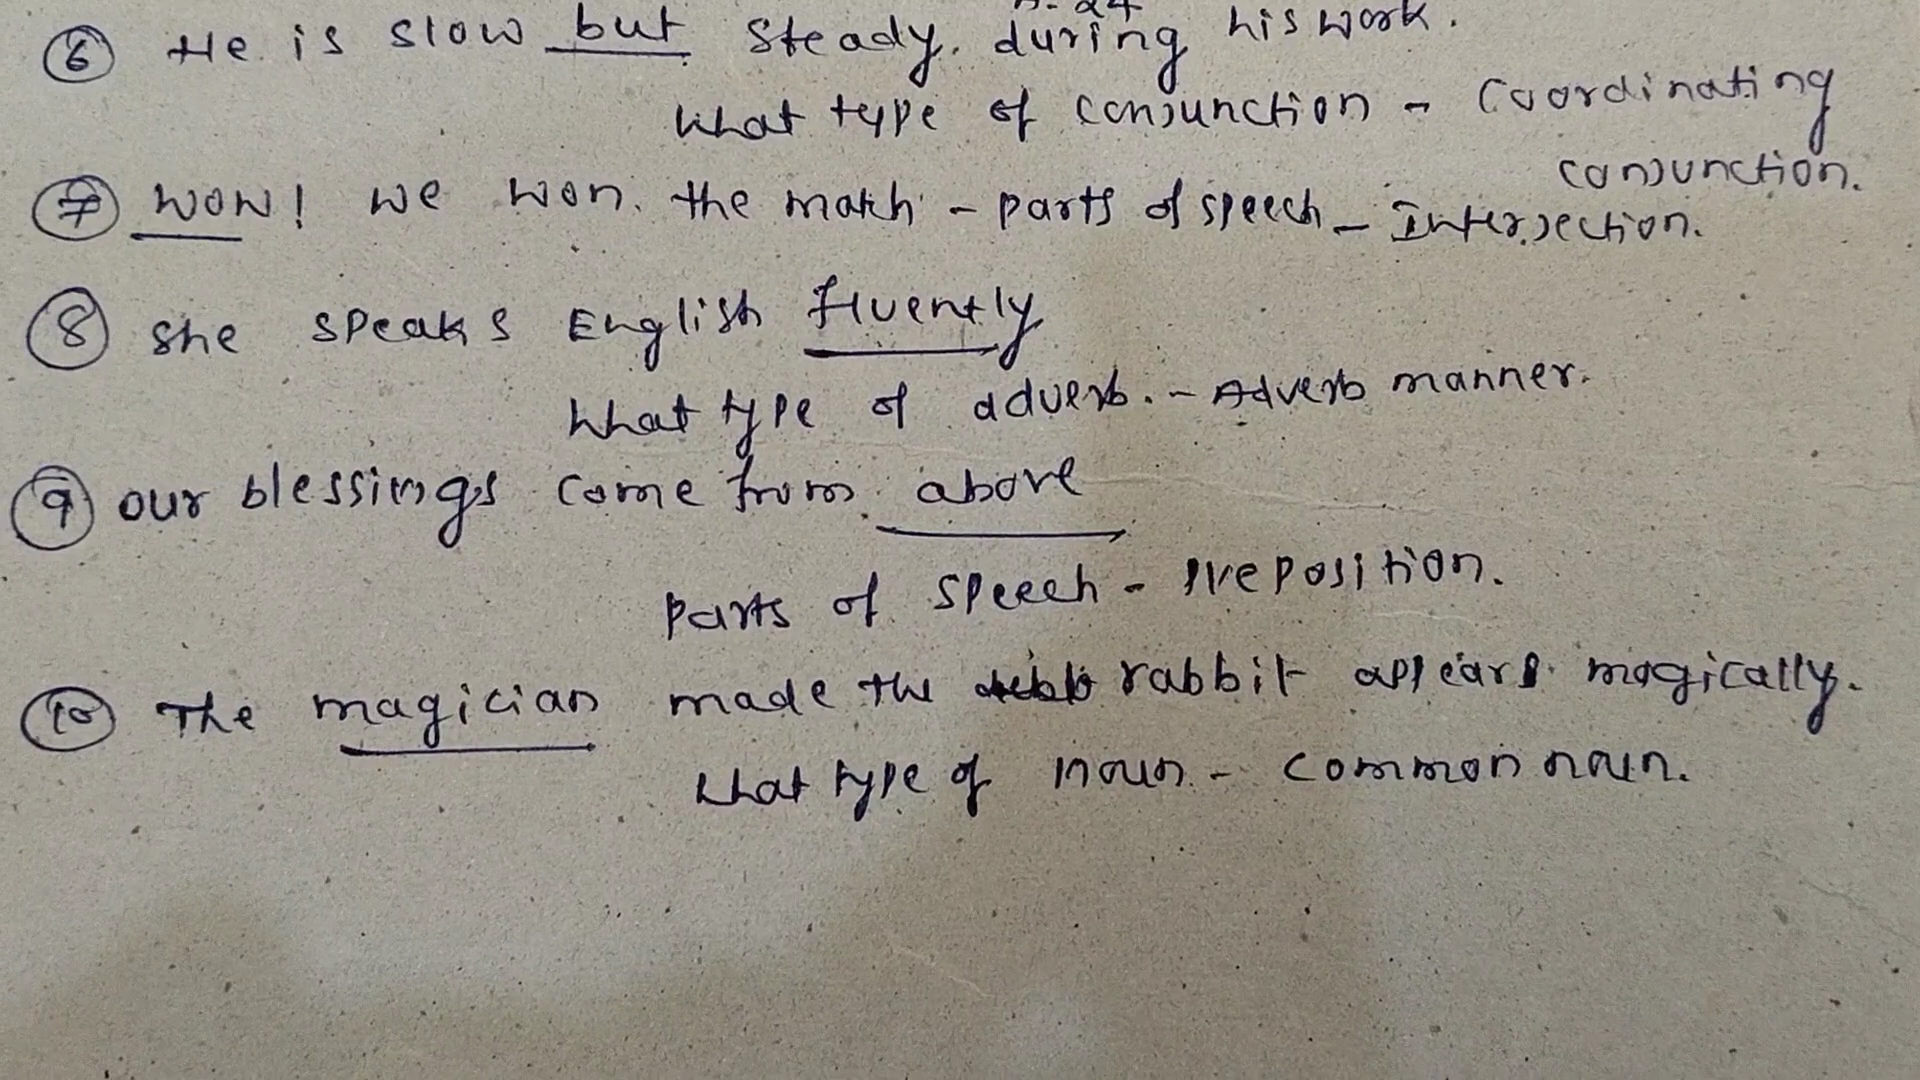 ⑥ He is slow but steady. during his work.
What type of conjunction - Coordinating
conjunction.
⑦ wow! we won. the match - parts of speech - Interjection.
⑧ she speaks English fluently
What type of adverb. - Adverb manner.
⑨ our blessings come from above
parts of speech - preposition.
⑩ The magician made the rabbit appears magically.
what type of noun - common noun.